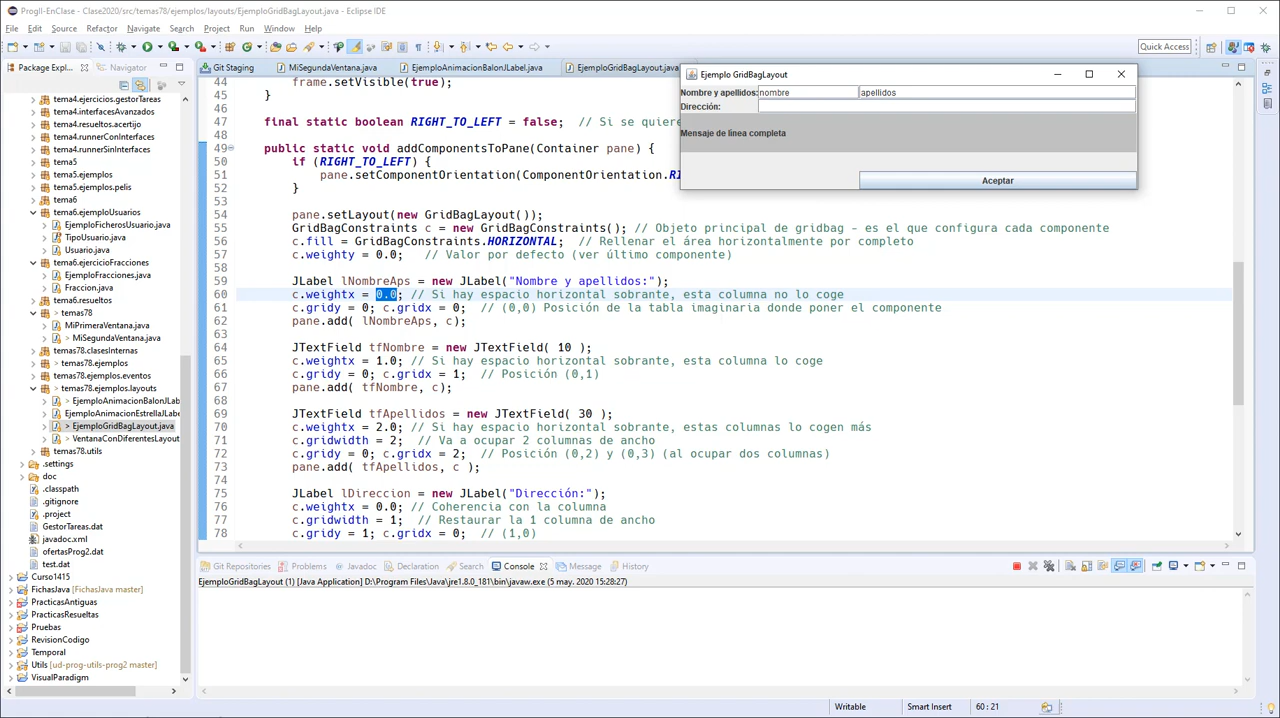 ProgII-EnClase - Clase2020/src/temas78/ejemplos/layouts/EjemploGridBagLayout.java - Eclipse IDE
File Edit Source Refactor Navigate Search Project Run Window Help
Quick Access
Package Expl... Navigator
tema4.ejercicios.gestorTareas
tema4.interfacesAvanzados
tema4.resueltos.acertijo
tema4.runnerConInterfaces
tema4.runnerSinInterfaces
tema5
tema5.ejemplos
tema5.ejemplos.pelis
tema6
tema6.ejemploUsuarios
EjemploFicherosUsuario.java
TipoUsuario.java
Usuario.java
tema6.ejercicioFracciones
EjemploFracciones.java
Fraccion.java
tema6.resueltos
temas78
MiPrimeraVentana.java
> MiSegundaVentana.java
temas78.clasesInternas
> temas78.ejemplos
temas78.ejemplos.eventos
> temas78.ejemplos.layouts
> EjemploAnimacionBalonJLabe
EjemploAnimacionEstrellaJLabe
> EjemploGridBagLayout.java
> VentanaConDiferentesLayout
temas78.utils
.settings
doc
.classpath
.gitignore
.project
GestorTareas.dat
javadoc.xml
ofertasProg2.dat
test.dat
Curso1415
FichasJava [FichasJava master]
PracticasAntiguas
PracticasResueltas
Pruebas
RevisionCodigo
Temporal
Utils [ud-prog-utils-prog2 master]
VisualParadigm
Git Staging MiSegundaVentana.java EjemploAnimacionBalonJLabel.java EjemploGridBagLayout.java
44 frame.setVisible(true);
45 }
46
47 final static boolean RIGHT_TO_LEFT = false; // Si se quiere
48
49 public static void addComponentsToPane(Container pane) {
50 if (RIGHT_TO_LEFT) {
51 pane.setComponentOrientation(ComponentOrientation.RI
52 }
53
54 pane.setLayout(new GridBagLayout());
55 GridBagConstraints c = new GridBagConstraints(); // Objeto principal de gridbag - es el que configura cada componente
56 c.fill = GridBagConstraints.HORIZONTAL; // Rellenar el área horizontalmente por completo
57 c.weighty = 0.0; // Valor por defecto (ver último componente)
58
59 JLabel lNombreAps = new JLabel("Nombre y apellidos:");
60 c.weightx = 0.0; // Si hay espacio horizontal sobrante, esta columna no lo coge
61 c.gridy = 0; c.gridx = 0; // (0,0) Posición de la tabla imaginaria donde poner el componente
62 pane.add( lNombreAps, c);
63
64 JTextField tfNombre = new JTextField( 10 );
65 c.weightx = 1.0; // Si hay espacio horizontal sobrante, esta columna lo coge
66 c.gridy = 0; c.gridx = 1; // Posición (0,1)
67 pane.add( tfNombre, c);
68
69 JTextField tfApellidos = new JTextField( 30 );
70 c.weightx = 2.0; // Si hay espacio horizontal sobrante, estas columnas lo cogen más
71 c.gridwidth = 2; // Va a ocupar 2 columnas de ancho
72 c.gridy = 0; c.gridx = 2; // Posición (0,2) y (0,3) (al ocupar dos columnas)
73 pane.add( tfApellidos, c );
74
75 JLabel lDireccion = new JLabel("Dirección:");
76 c.weightx = 0.0; // Coherencia con la columna
77 c.gridwidth = 1; // Restaurar la 1 columna de ancho
78 c.gridy = 1; c.gridx = 0; // (1,0)
Ejemplo GridBagLayout
Nombre y apellidos: nombre apellidos
Dirección:
Mensaje de línea completa
Aceptar
Git Repositories Problems Javadoc Declaration Search Console Message History
EjemploGridBagLayout (1) [Java Application] D:\Program Files\Java\jre1.8.0_181\bin\javaw.exe (5 may. 2020 15:28:27)
Writable Smart Insert 60 : 21